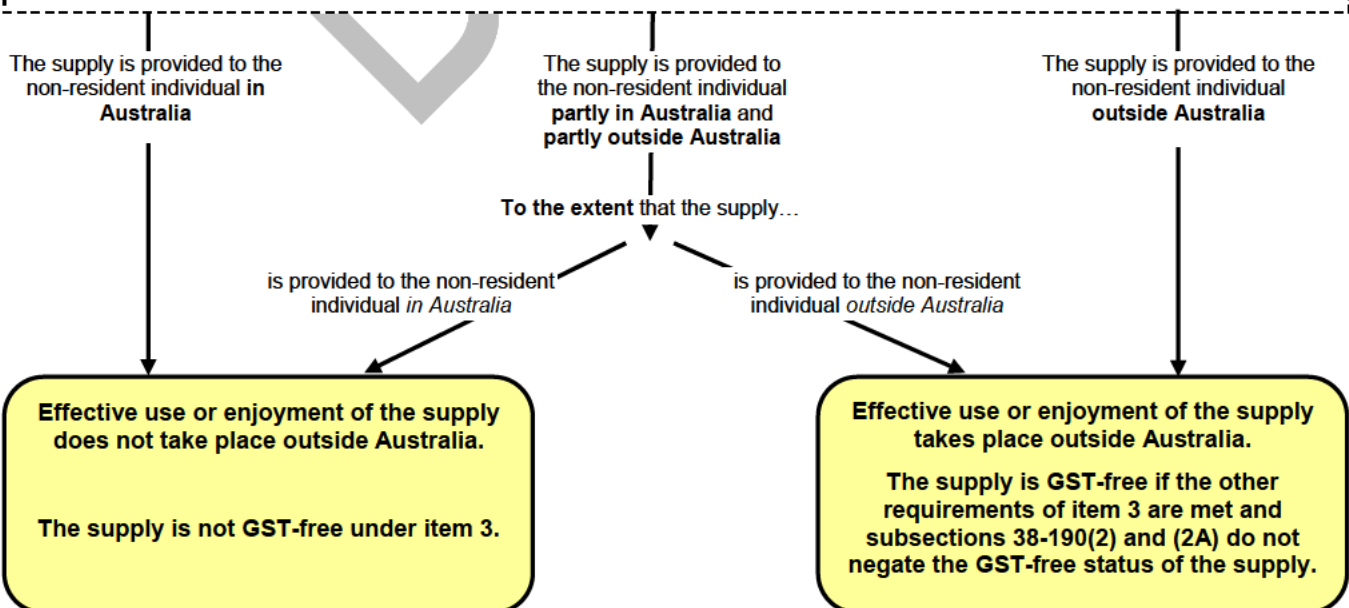 The supply is provided to the
non-resident individual in
Australia
The supply is provided to
the non-resident individual
partly in Australia and
partly outside Australia
The supply is provided to the
non-resident individual
outside Australia
To the extent that the supply…
is provided to the non-resident
individual in Australia
is provided to the non-resident
individual outside Australia
Effective use or enjoyment of the supply
does not take place outside Australia.
The supply is not GST-free under item 3.
Effective use or enjoyment of the supply
takes place outside Australia.
The supply is GST-free if the other
requirements of item 3 are met and
subsections 38-190(2) and (2A) do not
negate the GST-free status of the supply.